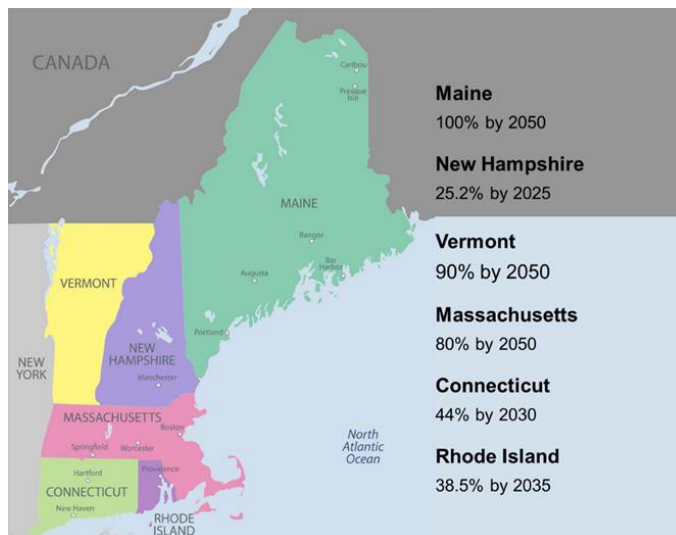 CANADA
Caribou
Presque
Isle
MAINE
Bangor
Bar
Harbor
Augusta
Portland
VERMONT
NEW
YORK
NEW
HAMPSHIRE
Manchester
MASSACHUSETTS
Boston
Springfield
Worcester
Hartford
Providence
CONNECTICUT
New Haven
RHODE
ISLAND
North
Atlantic
Ocean
Maine
100% by 2050
New Hampshire
25.2% by 2025
Vermont
90% by 2050
Massachusetts
80% by 2050
Connecticut
44% by 2030
Rhode Island
38.5% by 2035